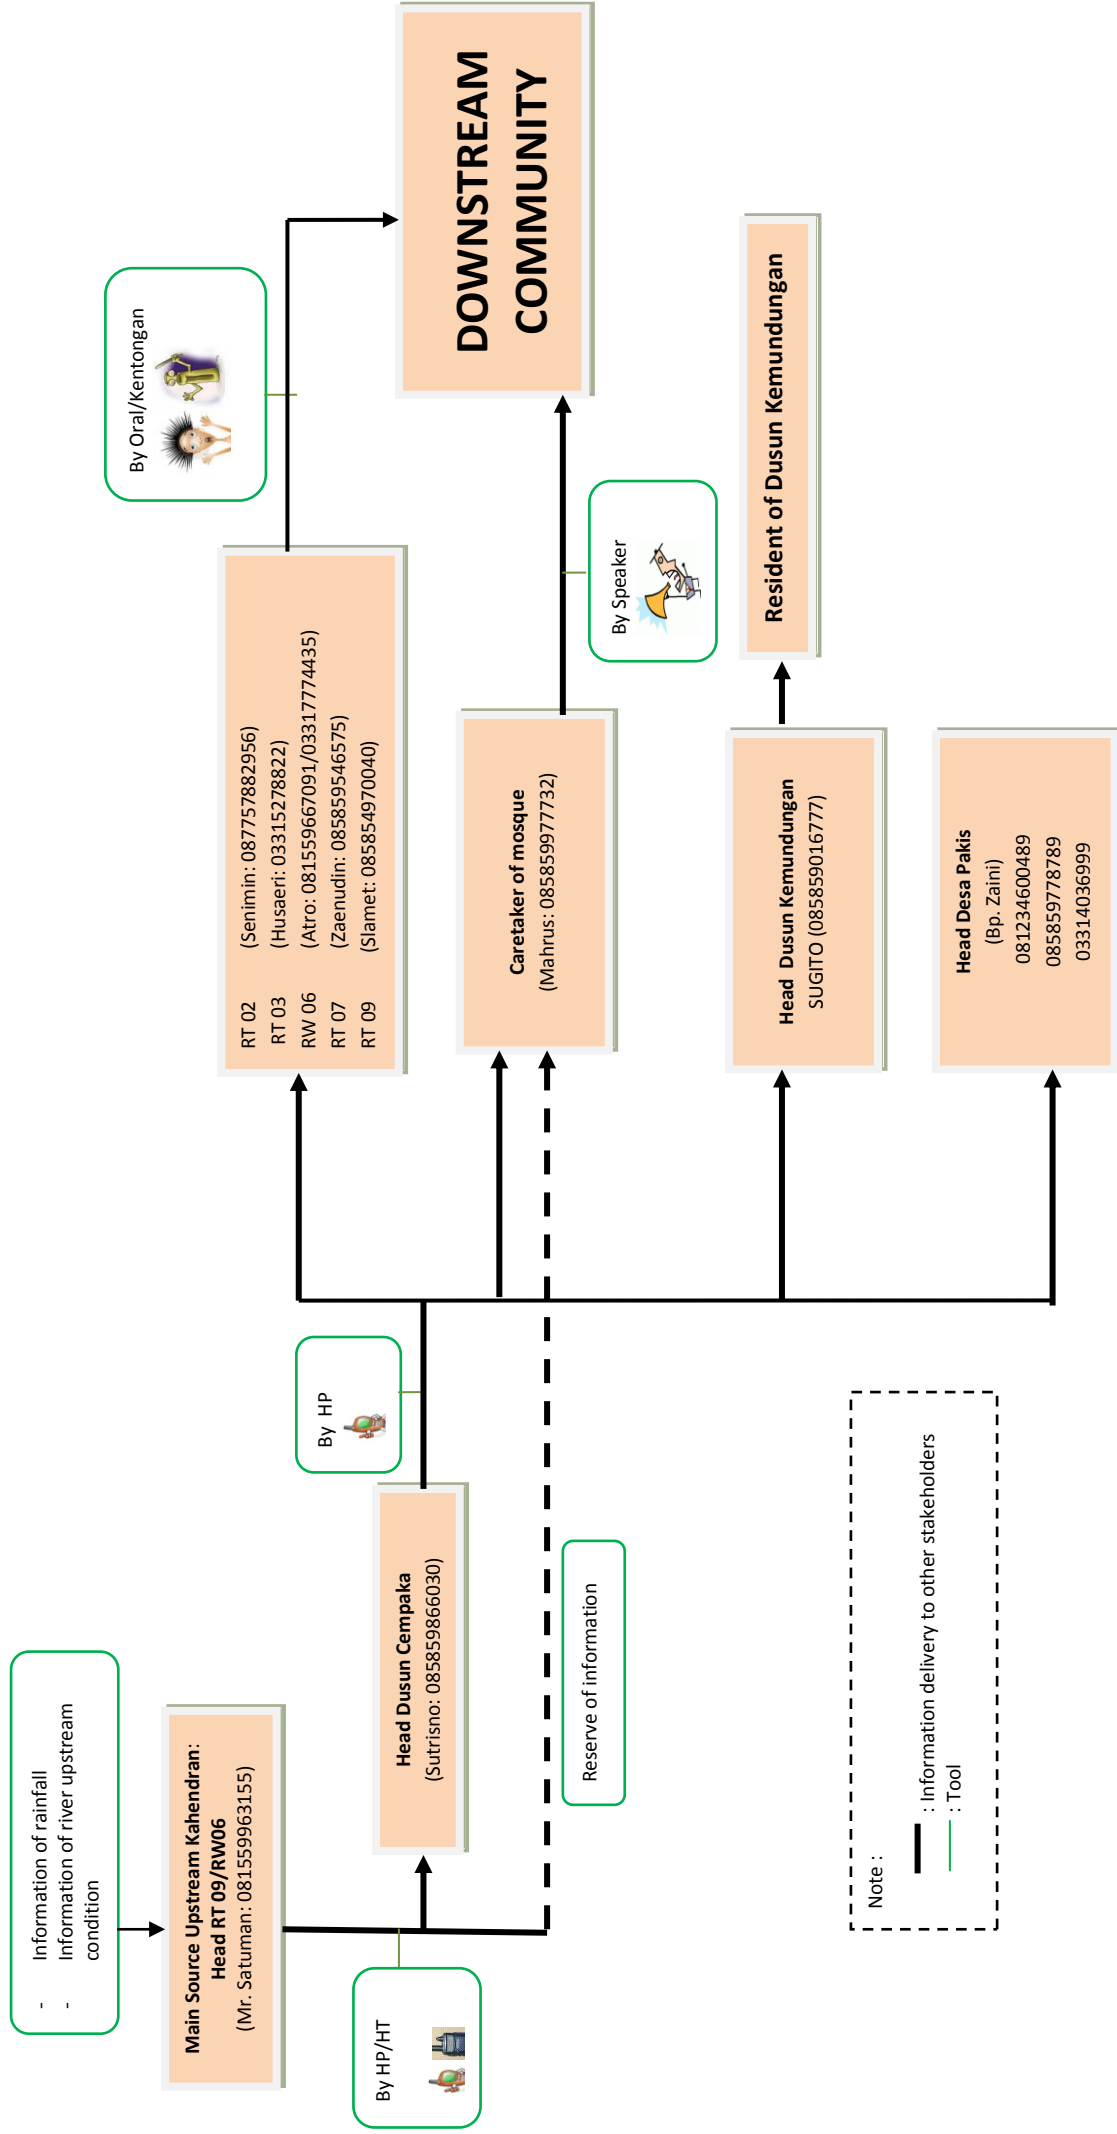 - Information of rainfall
- Information of river upstream
condition
Main Source Upstream Kahendran:
Head RT 09/RW06
(Mr. Satuman: 081559963155)
By HP/HT
Head Dusun Cempaka
(Sutrisno: 085859866030)
By HP
Reserve of information
RT 02 (Senimin: 087757882956)
RT 03 (Husaeri: 03315278822)
RW 06 (Atro: 081559667091/03317774435)
RT 07 (Zaenudin: 085859546575)
RT 09 (Slamet: 085854970040)
Caretaker of mosque
(Mahrus: 085859977732)
Head Dusun Kemundungan
SUGITO (085859016777)
Head Desa Pakis
(Bp. Zaini)
081234600489
085859778789
03314036999
By Oral/Kentongan
By Speaker
DOWNSTREAM
COMMUNITY
Resident of Dusun Kemundungan
Note :
: Information delivery to other stakeholders
: Tool